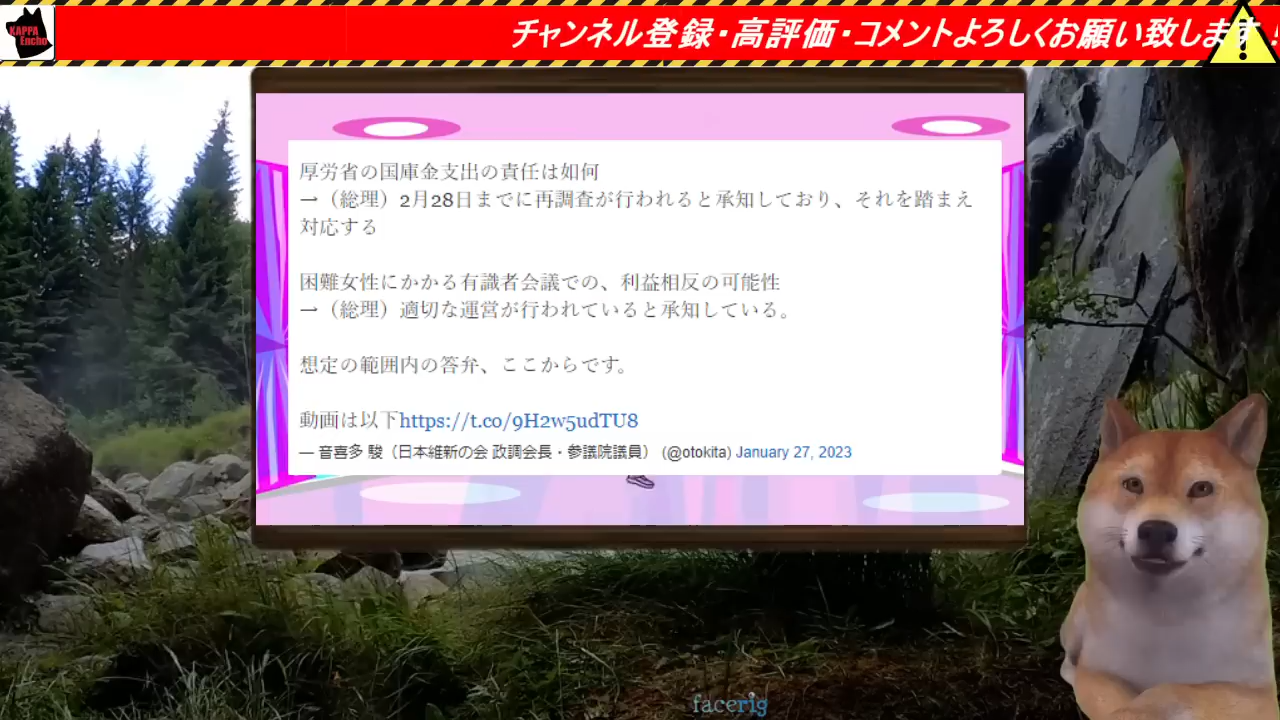 KAPPA
Encho
チャンネル登録・高評価・コメントよろしくお願い致します!
厚労省の国庫金支出の責任は如何
→（総理）2月28日までに再調査が行われると承知しており、それを踏まえ
対応する
困難女性にかかる有識者会議での、利益相反の可能性
→（総理）適切な運営が行われていると承知している。
想定の範囲内の答弁、ここからです。
動画は以下https://t.co/9H2w5udTU8
— 音喜多 駿（日本維新の会 政調会長・参議院議員） (@otokita) January 27, 2023
facerig